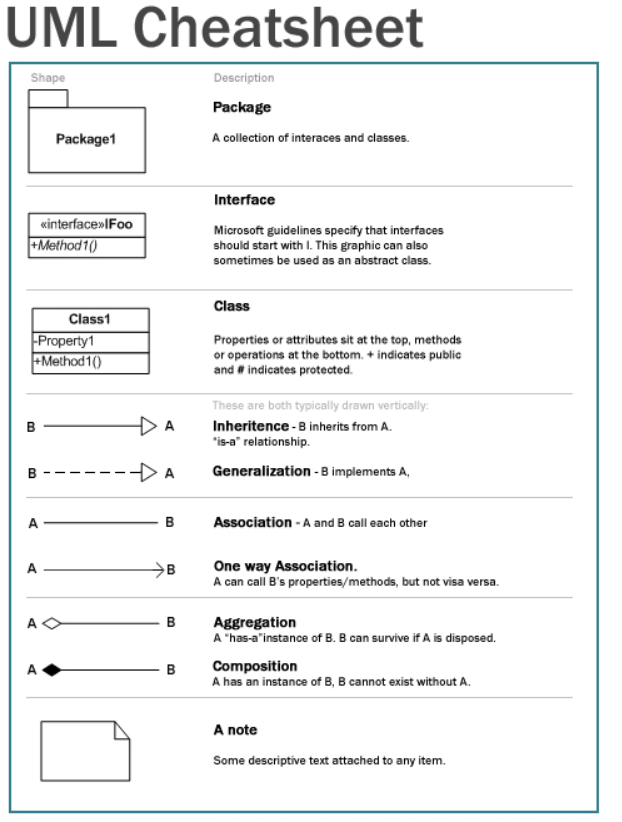 UML Cheatsheet
Shape
Description
Package1
Package
A collection of interaces and classes.
«interface»IFoo
+Method1()
Interface
Microsoft guidelines specify that interfaces
should start with I. This graphic can also
sometimes be used as an abstract class.
Class1
-Property1
+Method1()
Class
Properties or attributes sit at the top, methods
or operations at the bottom. + indicates public
and # indicates protected.
These are both typically drawn vertically:
B A
Inheritence - B inherits from A.
"is-a" relationship.
B A
Generalization - B implements A,
A B
Association - A and B call each other
A B
One way Association.
A can call B's properties/methods, but not visa versa.
A B
Aggregation
A "has-a"instance of B. B can survive if A is disposed.
A B
Composition
A has an instance of B, B cannot exist without A.
A note
Some descriptive text attached to any item.